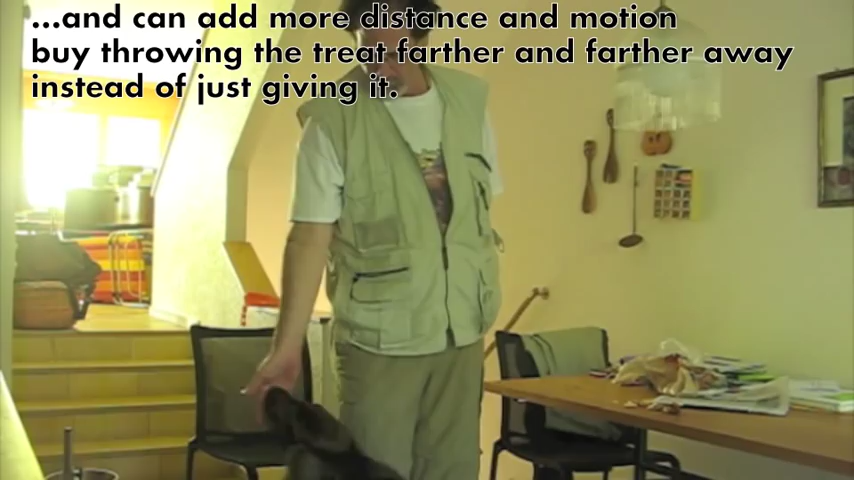 ...and can add more distance and motion
buy throwing the treat farther and farther away
instead of just giving it.